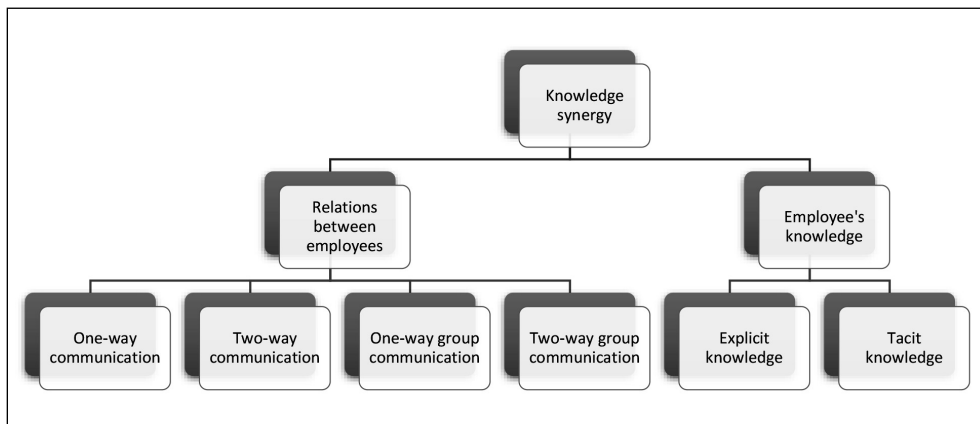 Knowledge
synergy
Relations
between
employees
Employee's
knowledge
One-way
communication
Two-way
communication
One-way group
communication
Two-way group
communication
Explicit
knowledge
Tacit
knowledge